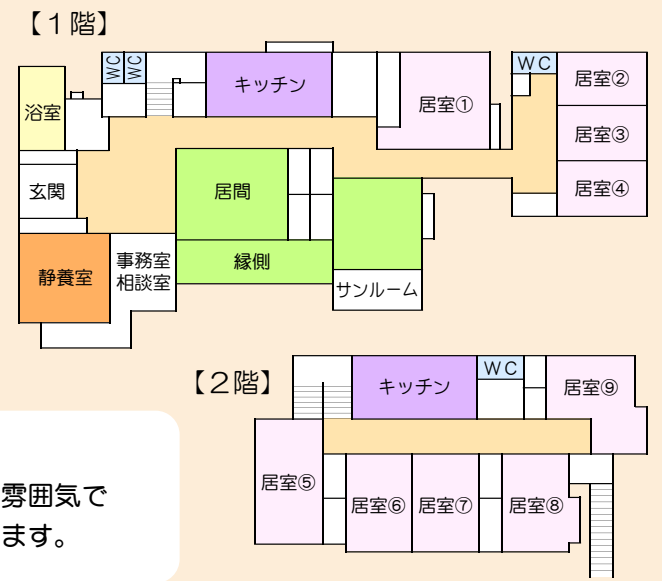 【１階】
WC
WC
キッチン
居室①
WC
居室②
浴室
居室③
玄関
居間
居室④
静養室
事務室
相談室
縁側
サンルーム
【２階】
キッチン
WC
居室⑨
居室⑤
居室⑥
居室⑦
居室⑧
雰囲気で
ます。